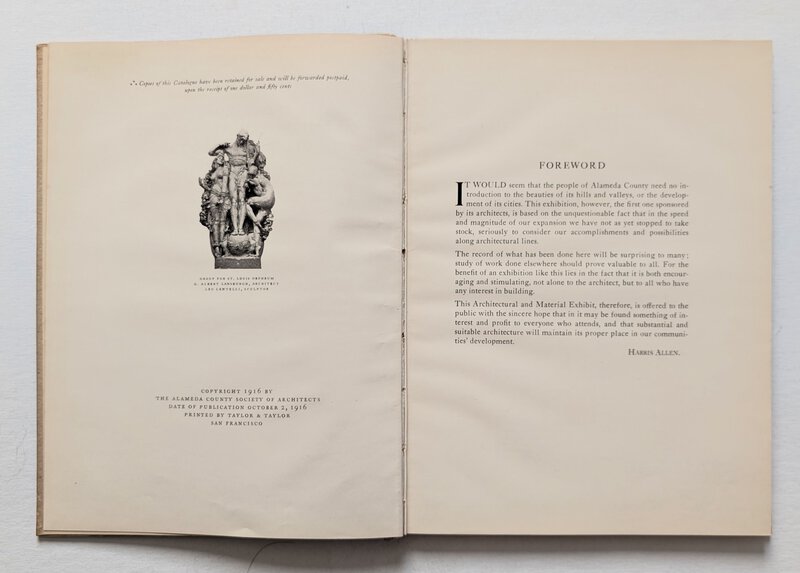 Copies of this Catalogue have been retained for sale and will be forwarded postpaid,
upon the receipt of one dollar and fifty cents
GROUP FOR ST. LOUIS ORPHEUM
G. ALBERT LANSBURGH, ARCHITECT
LEO LENTELLI, SCULPTOR
COPYRIGHT 1916 BY
THE ALAMEDA COUNTY SOCIETY OF ARCHITECTS
DATE OF PUBLICATION OCTOBER 2, 1916
PRINTED BY TAYLOR & TAYLOR
SAN FRANCISCO
FOREWORD
IT WOULD seem that the people of Alameda County need no in-
troduction to the beauties of its hills and valleys, or the develop-
ment of its cities. This exhibition, however, the first one sponsored
by its architects, is based on the unquestionable fact that in the speed
and magnitude of our expansion we have not as yet stopped to take
stock, seriously to consider our accomplishments and possibilities
along architectural lines.
The record of what has been done here will be surprising to many;
study of work done elsewhere should prove valuable to all. For the
benefit of an exhibition like this lies in the fact that it is both encour-
aging and stimulating, not alone to the architect, but to all who have
any interest in building.
This Architectural and Material Exhibit, therefore, is offered to the
public with the sincere hope that in it may be found something of in-
terest and profit to everyone who attends, and that substantial and
suitable architecture will maintain its proper place in our communi-
ties' development.
HARRIS ALLEN.